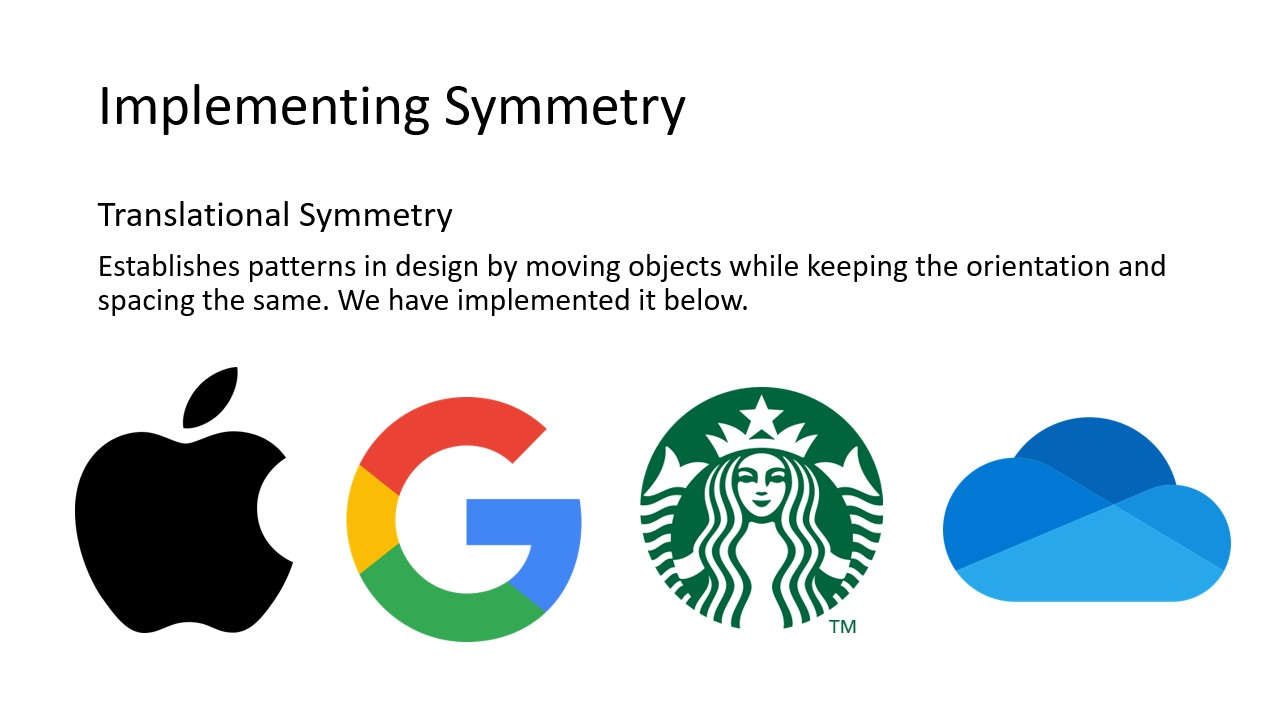 Implementing Symmetry
Translational Symmetry
Establishes patterns in design by moving objects while keeping the orientation and
spacing the same. We have implemented it below.
TM